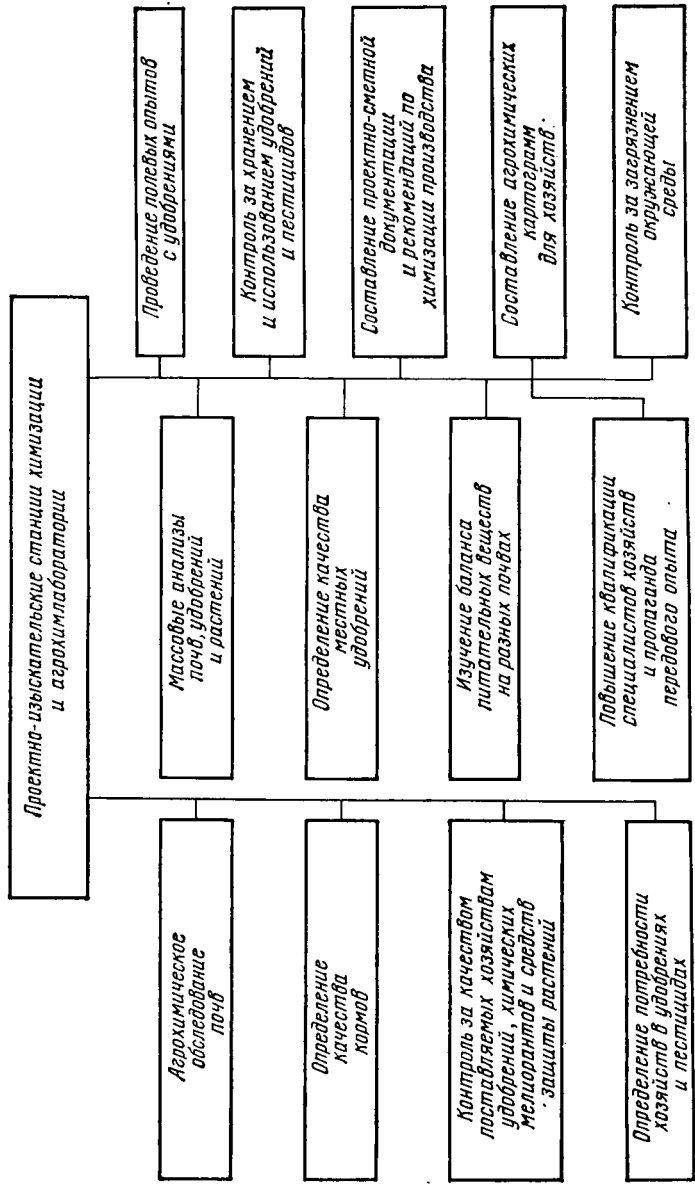 Проектно-изыскательские станции химизации
и агрохимлаборатории
Агрохимическое
обследование
почв
Определение
качества
кормов
Контроль за качеством
поставляемых хозяйствам
удобрений, химических
мелиорантов и средств
защиты растений
Определение потребности
хозяйств в удобрениях
и пестицидах
Массовые анализы
почв, удобрений
и растений
Определение качества
местных
удобрений
Изучение баланса
питательных веществ
на разных почвах
Повышение квалификации
специалистов хозяйств
и пропаганда
передового опыта
Проведение полевых опытов
с удобрениями
Контроль за хранением
и использованием удобрений
и пестицидов
Составление проектно-сметной
документации
и рекомендаций по
химизации производства
Составление агрохимических
картограмм
для хозяйств
Контроль за загрязнением
окружающей
среды